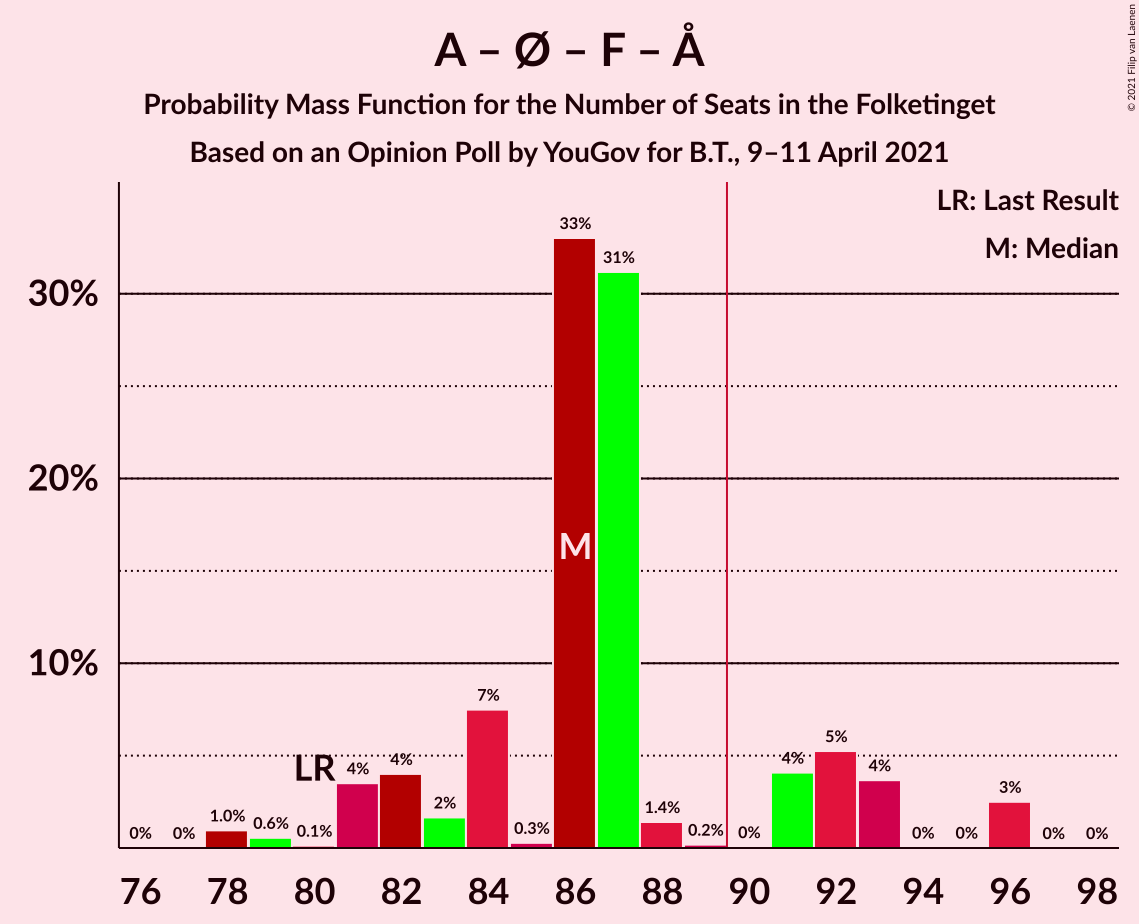 A – Ø – F – Å
Probability Mass Function for the Number of Seats in the Folketinget
Based on an Opinion Poll by YouGov for B.T., 9–11 April 2021
© 2021 Filip van Laenen
LR: Last Result
M: Median
30%
20%
10%
0%
0%
1.0%
0.6%
0.1%
LR
4%
4%
2%
7%
0.3%
33%
M
31%
1.4%
0.2%
0%
4%
5%
4%
0%
0%
3%
0%
0%
76 78 80 82 84 86 88 90 92 94 96 98